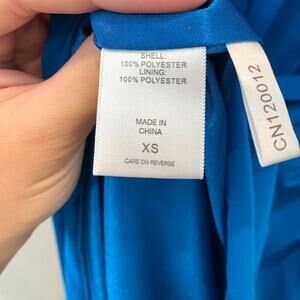 SHELL:
100% POLYESTER
LINING:
100% POLYESTER
MADE IN
CHINA
XS
CARE ON REVERSE
CN120012